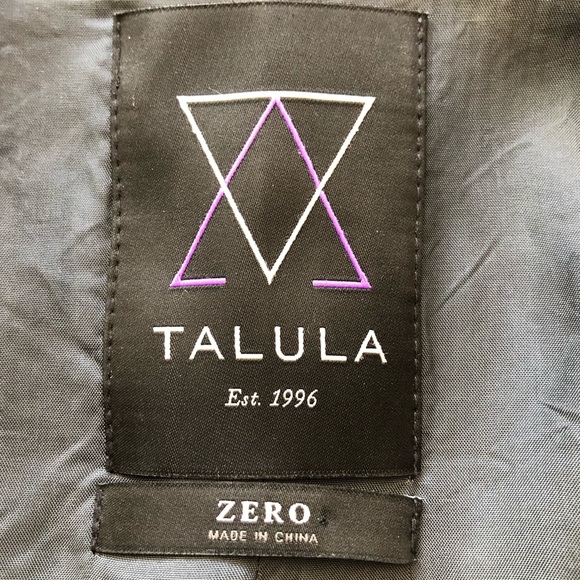 TALULA
Est. 1996
ZERO
MADE IN CHINA